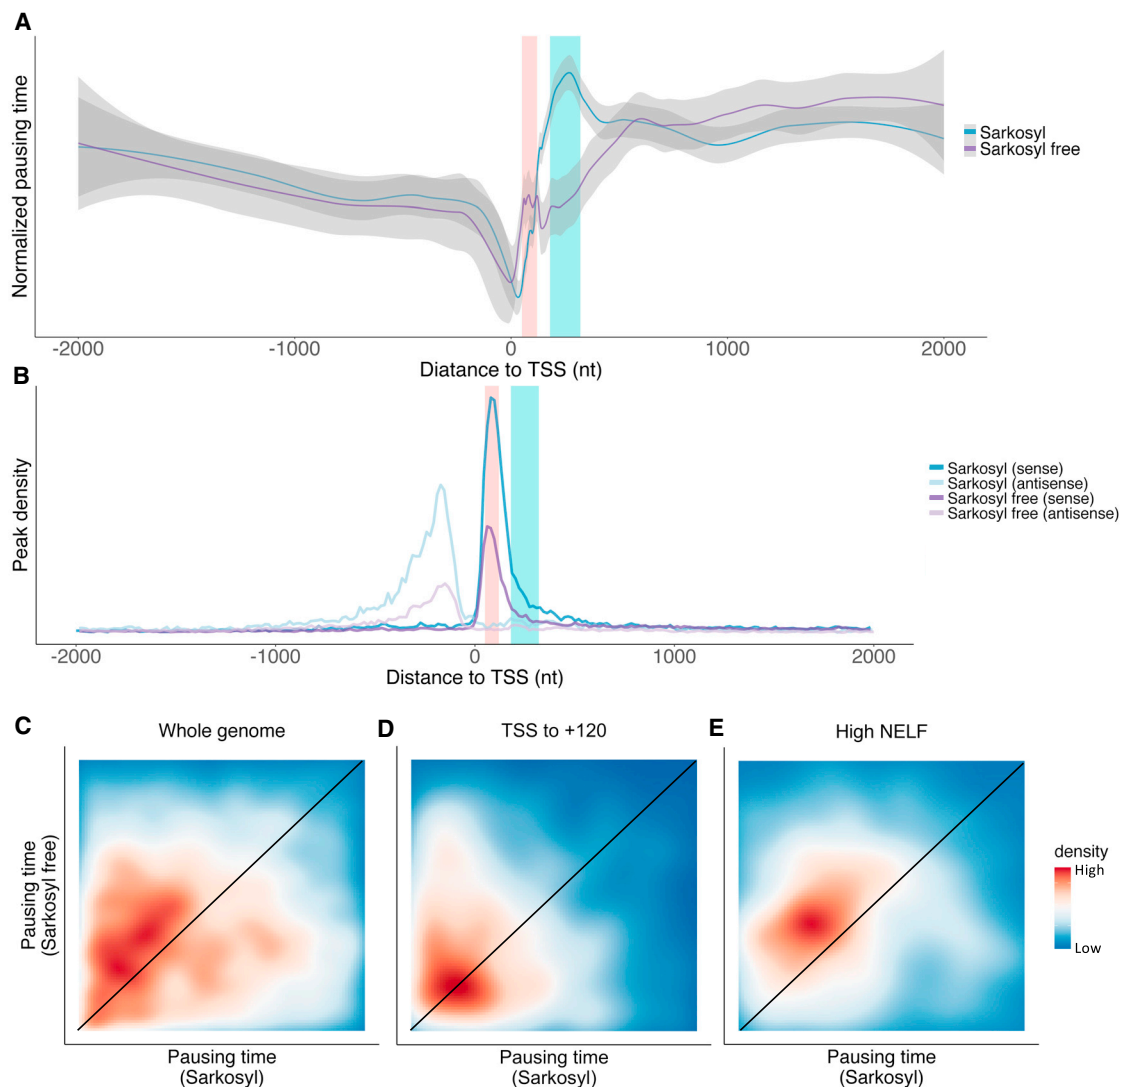 A
Normalized pausing time
Sarkosyl
Sarkosyl free
-2000
-1000
0
1000
2000
Diatance to TSS (nt)
B
Peak density
Sarkosyl (sense)
Sarkosyl (antisense)
Sarkosyl free (sense)
Sarkosyl free (antisense)
-2000
-1000
0
1000
2000
Distance to TSS (nt)
C
Whole genome
Pausing time
(Sarkosyl free)
Pausing time
(Sarkosyl)
D
TSS to +120
Pausing time
(Sarkosyl)
E
High NELF
Pausing time
(Sarkosyl)
density
High
Low